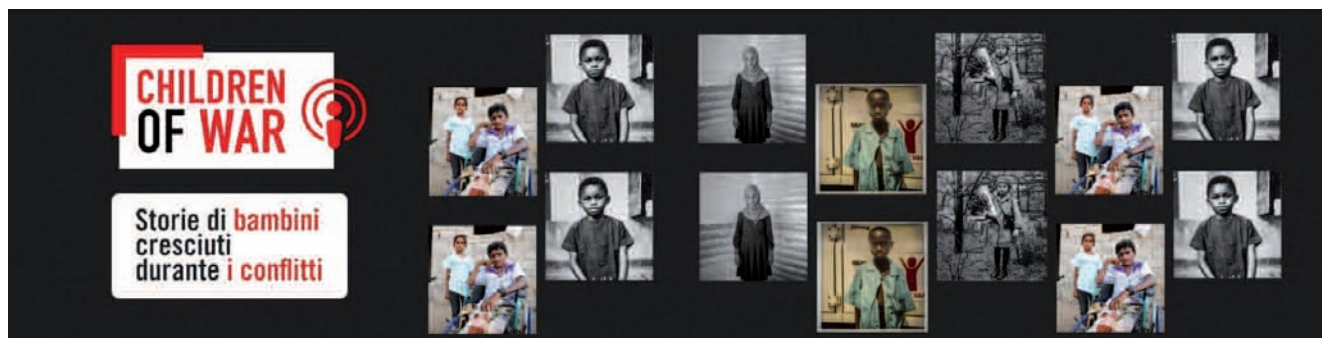 CHILDREN
OF WAR
Storie di bambini
cresciuti
durante i conflitti